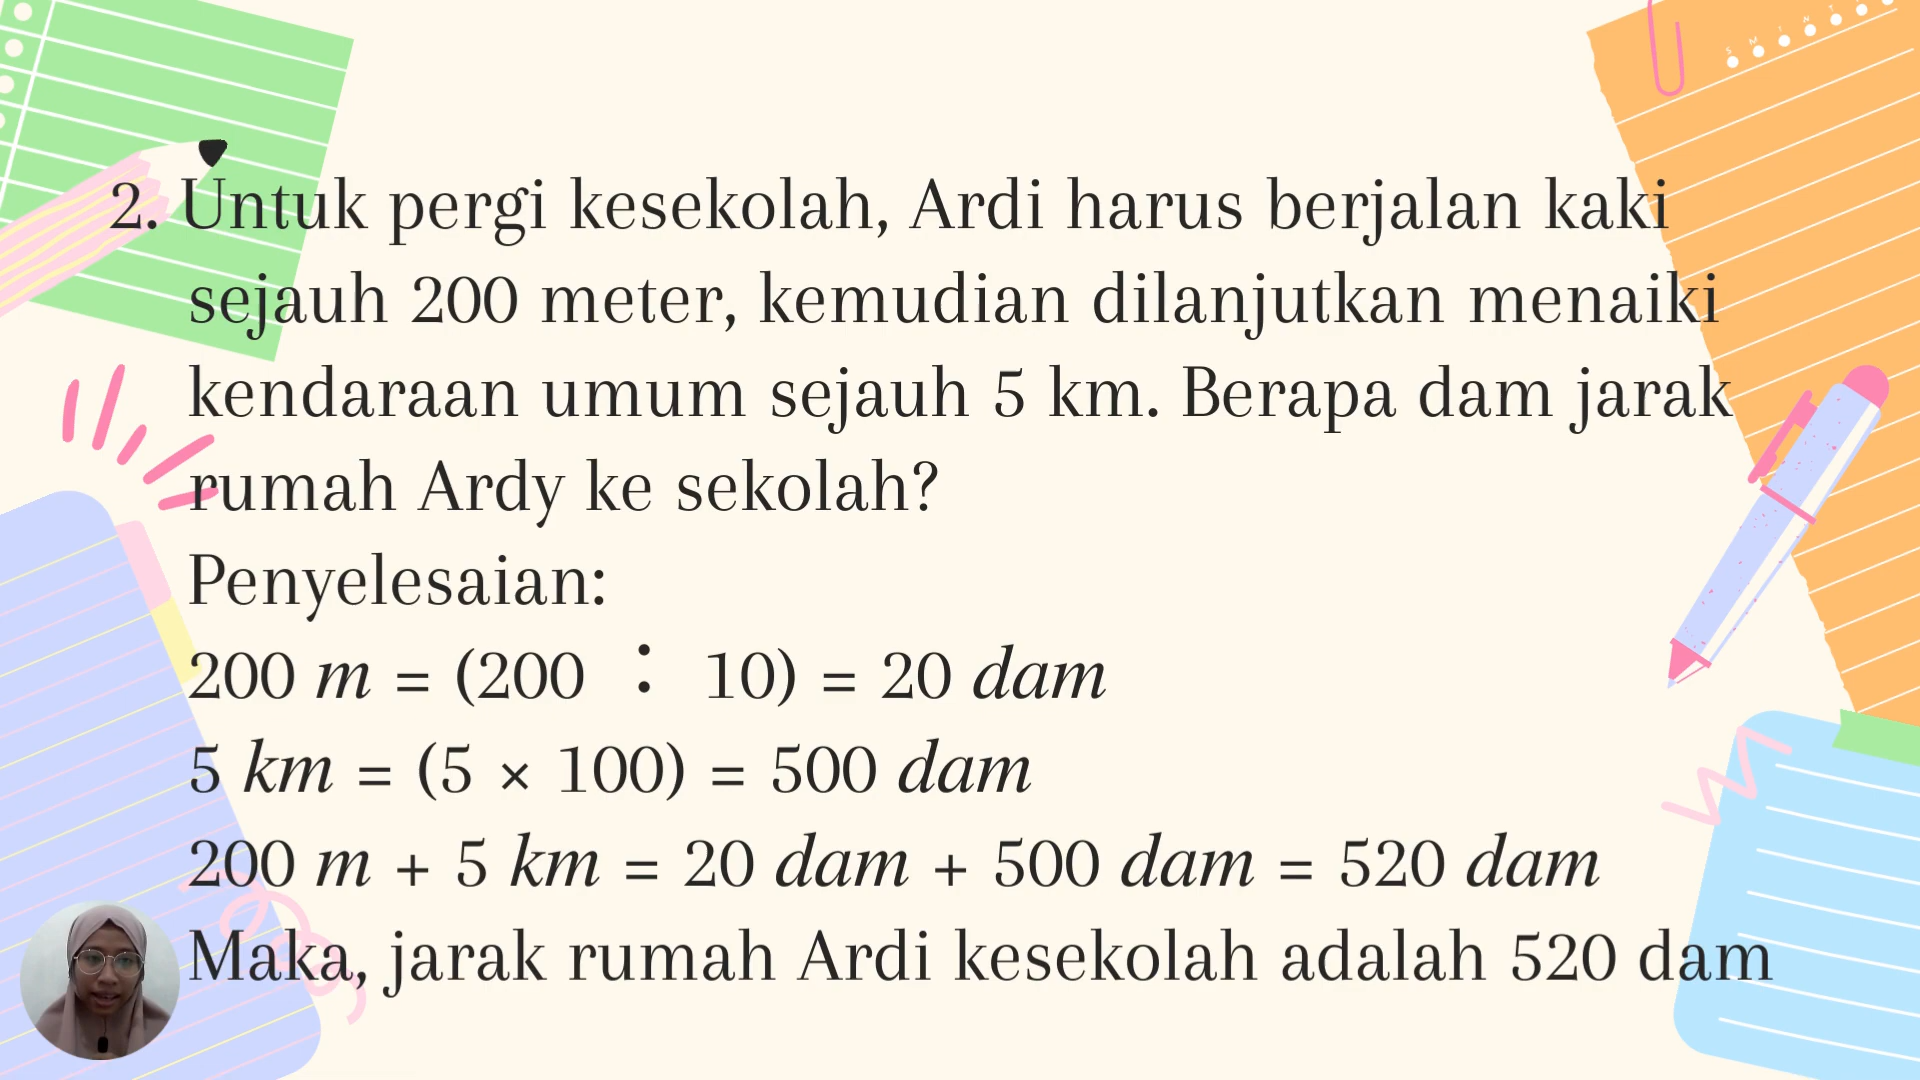 2. Untuk pergi kesekolah, Ardi harus berjalan kaki
sejauh 200 meter, kemudian dilanjutkan menaiki
kendaraan umum sejauh 5 km. Berapa dam jarak
rumah Ardy ke sekolah?
Penyelesaian:
200 m = (200 : 10) = 20 dam
5 km = (5 × 100) = 500 dam
200 m + 5 km = 20 dam + 500 dam = 520 dam
Maka, jarak rumah Ardi kesekolah adalah 520 dam